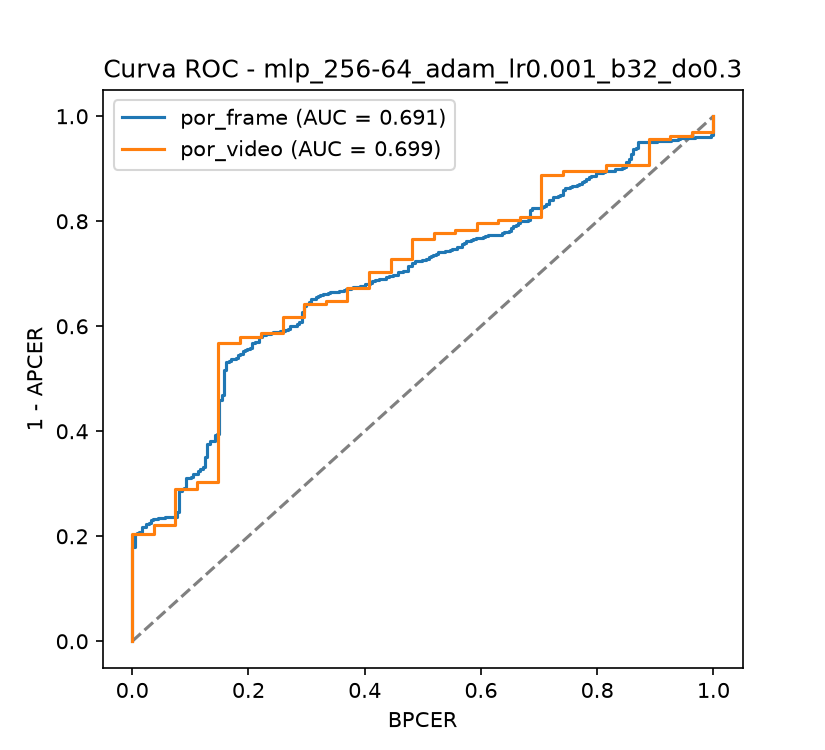 Curva ROC - mlp_256-64_adam_lr0.001_b32_do0.3
por_frame (AUC = 0.691)
por_video (AUC = 0.699)
1.0
0.8
0.6
0.4
0.2
0.0
1 - APCER
0.0 0.2 0.4 0.6 0.8 1.0
BPCER